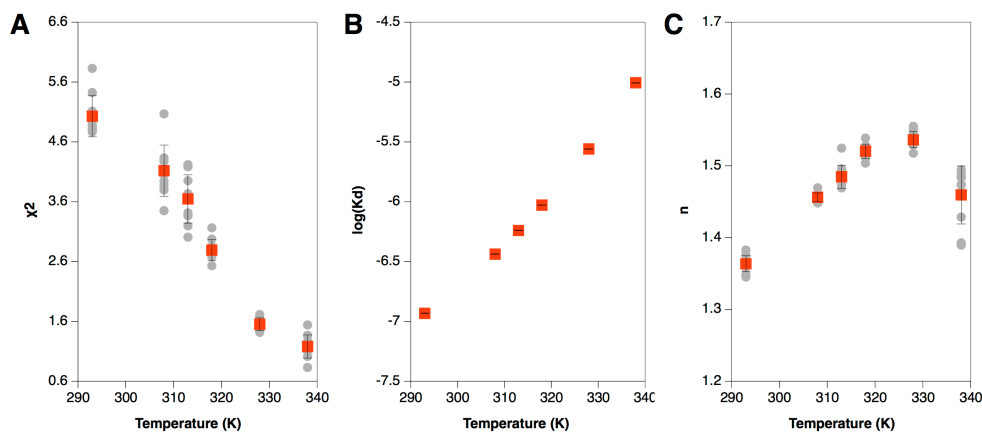 A
6.6
5.6
4.6
3.6
2.6
1.6
0.6
χ2
290 300 310 320 330 340
Temperature (K)
B
-4.5
-5
-5.5
-6
-6.5
-7
-7.5
log(Kd)
290 300 310 320 330 340
Temperature (K)
C
1.7
1.6
1.5
1.4
1.3
1.2
n
290 300 310 320 330 340
Temperature (K)